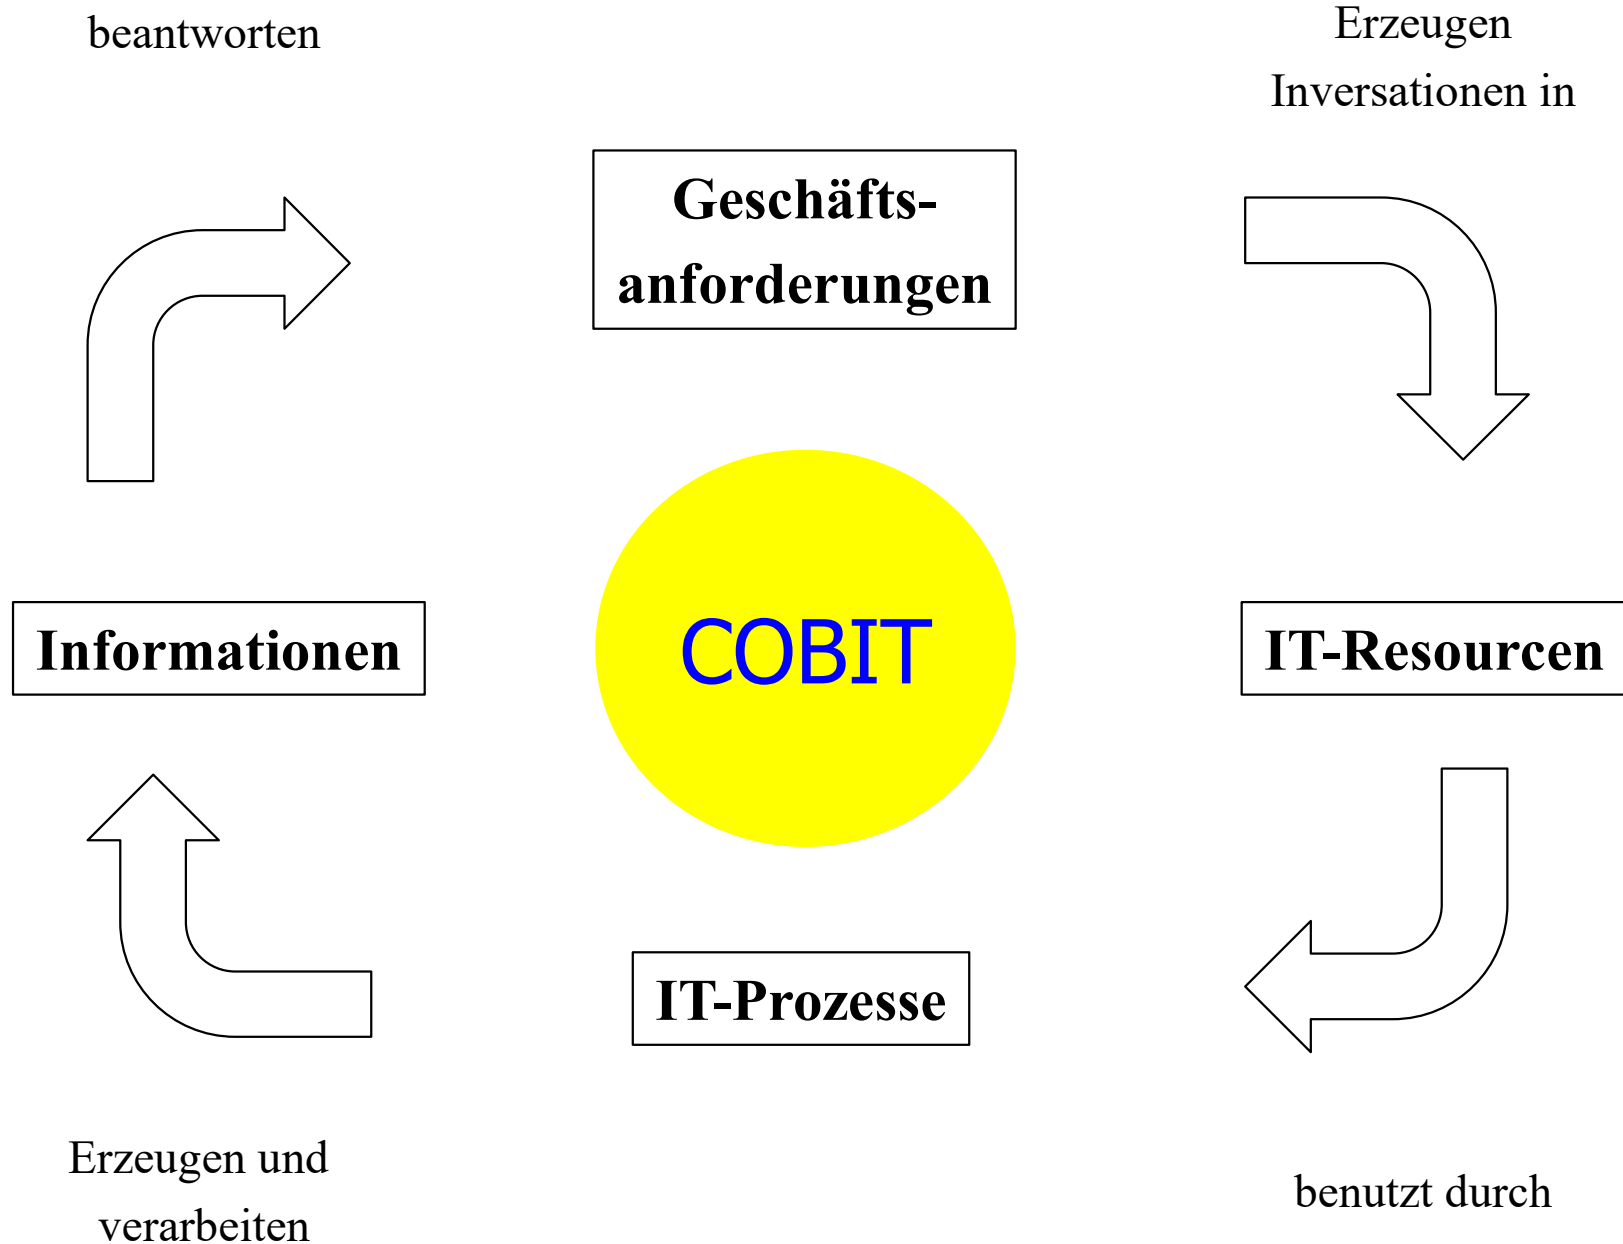 beantworten
Erzeugen
Inversationen in
Geschäfts-
anforderungen
Informationen
COBIT
IT-Resourcen
IT-Prozesse
Erzeugen und
verarbeiten
benutzt durch